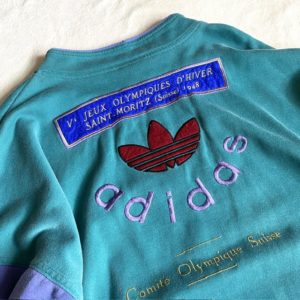 Vᵉ JEUX OLYMPIQUES D'HIVER
SAINT-MORITZ (Suisse) 1948
adidas
Comité Olympique Suisse